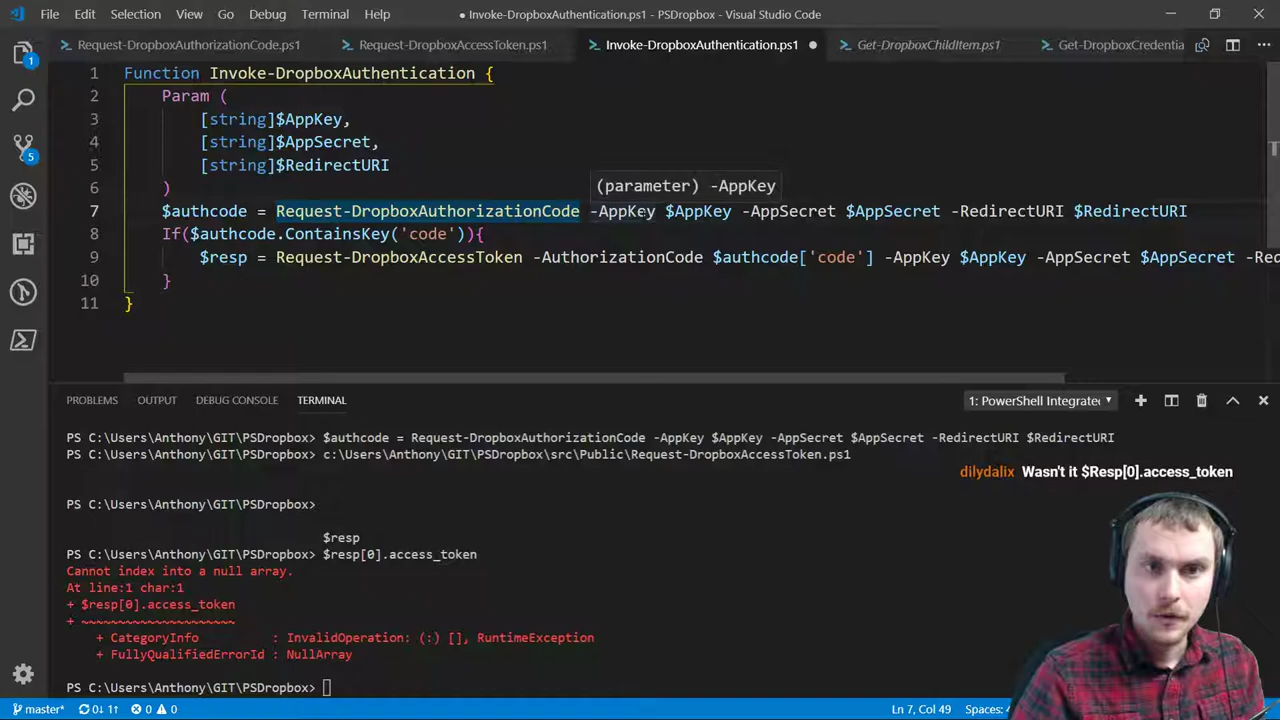 File Edit Selection View Go Debug Terminal Help
● Invoke-DropboxAuthentication.ps1 - PSDropbox - Visual Studio Code
Request-DropboxAuthorizationCode.ps1
Request-DropboxAccessToken.ps1
Invoke-DropboxAuthentication.ps1 ●
Get-DropboxChildItem.ps1
Get-DropboxCredentia
1 Function Invoke-DropboxAuthentication {
2 Param (
3 [string]$AppKey,
4 [string]$AppSecret,
5 [string]$RedirectURI
6 )
(parameter) -AppKey
7 $authcode = Request-DropboxAuthorizationCode -AppKey $AppKey -AppSecret $AppSecret -RedirectURI $RedirectURI
8 If($authcode.ContainsKey('code')){
9 $resp = Request-DropboxAccessToken -AuthorizationCode $authcode['code'] -AppKey $AppKey -AppSecret $AppSecret -Red
10 }
11 }
1
5
PROBLEMS OUTPUT DEBUG CONSOLE TERMINAL
1: PowerShell Integrate
PS C:\Users\Anthony\GIT\PSDropbox> $authcode = Request-DropboxAuthorizationCode -AppKey $AppKey -AppSecret $AppSecret -RedirectURI $RedirectURI
PS C:\Users\Anthony\GIT\PSDropbox> c:\Users\Anthony\GIT\PSDropbox\src\Public\Request-DropboxAccessToken.ps1
dilydalix Wasn't it $Resp[0].access_token
PS C:\Users\Anthony\GIT\PSDropbox>
$resp
PS C:\Users\Anthony\GIT\PSDropbox> $resp[0].access_token
Cannot index into a null array.
At line:1 char:1
+ $resp[0].access_token
+ ~~~~~~~~~~~~~~~~~~~~~
+ CategoryInfo : InvalidOperation: (:) [], RuntimeException
+ FullyQualifiedErrorId : NullArray
PS C:\Users\Anthony\GIT\PSDropbox>
master* 0↓ 1↑ 0 0
Ln 7, Col 49 Spaces: